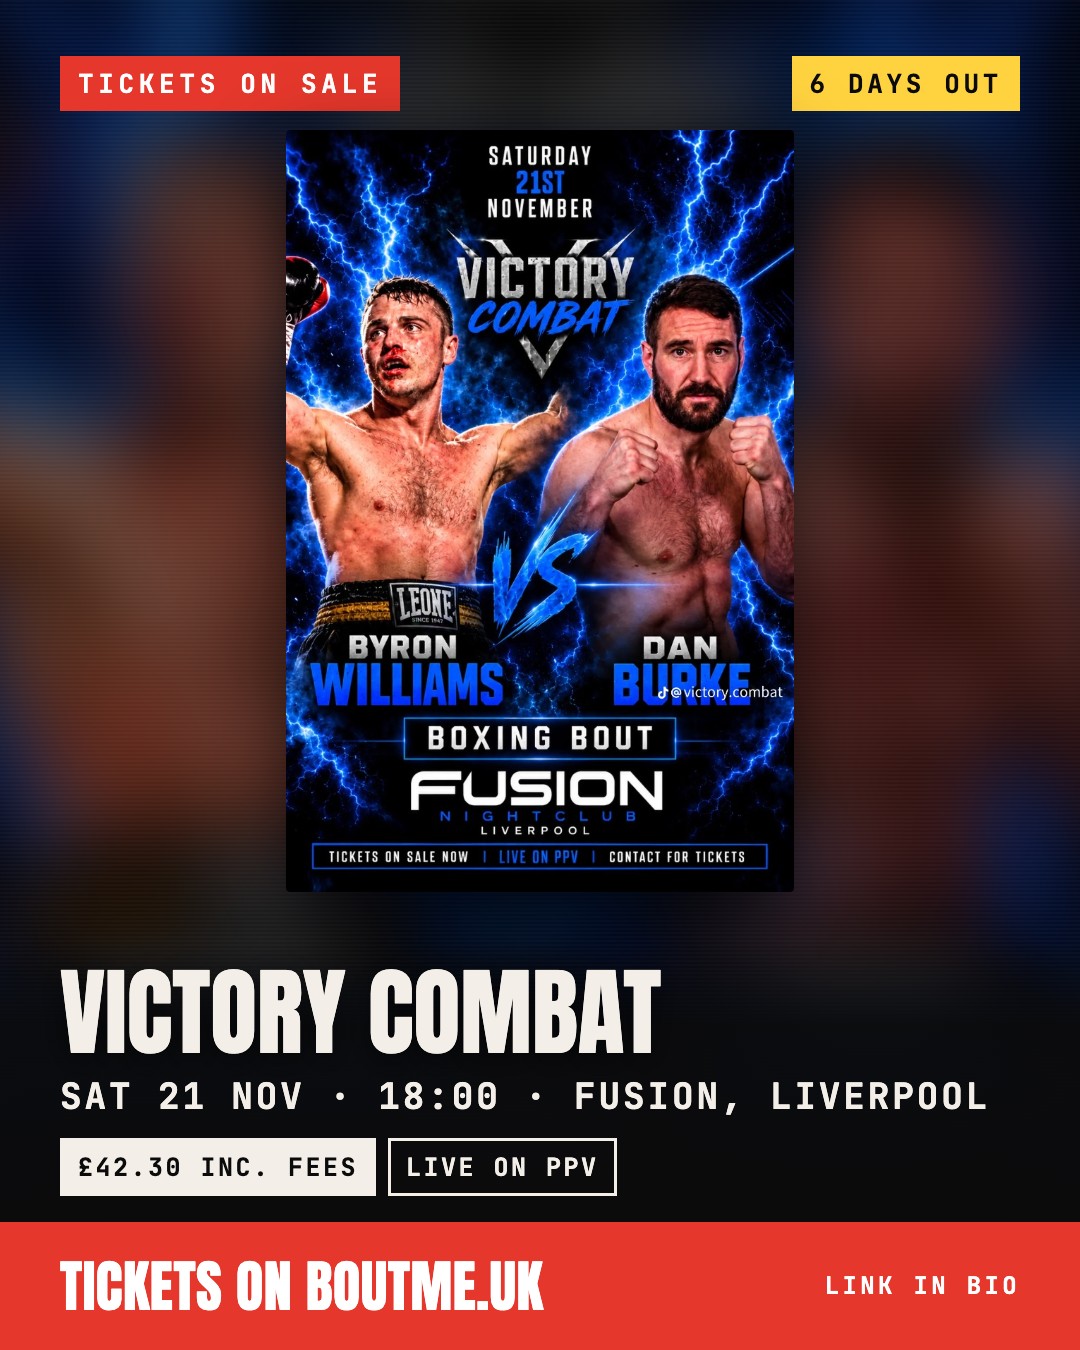 TICKETS ON SALE
6 DAYS OUT
SATURDAY
21ST
NOVEMBER
VICTORY
COMBAT
V
LEONE
SINCE 1947
VS
BYRON
WILLIAMS
DAN
BURKE
@victory.combat
BOXING BOUT
FUSION
NIGHTCLUB
LIVERPOOL
TICKETS ON SALE NOW | LIVE ON PPV | CONTACT FOR TICKETS
VICTORY COMBAT
SAT 21 NOV · 18:00 · FUSION, LIVERPOOL
£42.30 INC. FEES
LIVE ON PPV
TICKETS ON BOUTME.UK
LINK IN BIO